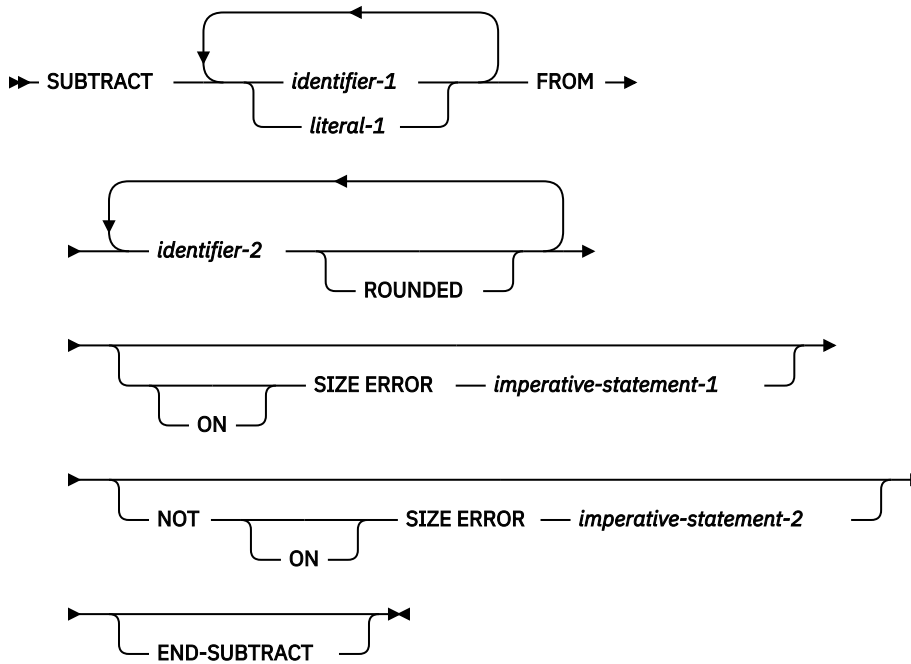 SUBTRACT identifier-1 FROM
literal-1
identifier-2
ROUNDED
SIZE ERROR imperative-statement-1
ON
NOT SIZE ERROR imperative-statement-2
ON
END-SUBTRACT